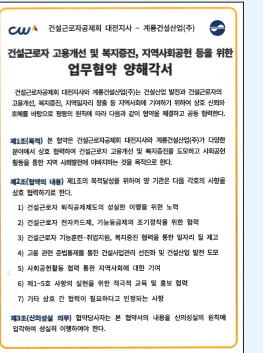 CWMA 건설근로자공제회 대전지사 - 계룡건설산업(주)
건설근로자 고용개선 및 복지증진, 지역사회공헌 등을 위한
업무협약 양해각서
건설근로자공제회 대전지사와 계룡건설산업(주)는 건설산업 발전과 건설근로자의
고용개선, 복지증진, 지역일자리 창출 등 지역사회에 기여하기 위하여 상호 신뢰와
호혜를 바탕으로 평등의 원칙에 따라 다음과 같이 협약을 체결하고 공동 협력한다.
제1조(목적) 본 협약은 건설근로자공제회 대전지사와 계룡건설산업(주)가 다양한
분야에서 상호 협력하여 건설근로자 고용개선 및 복지증진을 도모하고 사회공헌
활동을 통한 지역 사회발전에 이바지하는 것을 목적으로 한다.
제2조(협약의 내용) 제1조의 목적달성을 위하여 양 기관은 다음 각호의 사항을
상호 협력하기로 한다.
1) 건설근로자 퇴직공제제도의 성실한 이행을 위한 노력
2) 건설근로자 전자카드제, 기능등급제의 조기정착을 위한 협력
3) 건설근로자 기능훈련·취업지원, 복지증진 협력을 통한 일자리 질 제고
4) 고용 관련 준법통제를 통한 건설사업관리 선진화 및 건설산업 발전 도모
5) 사회공헌활동 협력 통한 지역사회에 대한 기여
6) 제1~5호 사항의 실현을 위한 적극적 교육 및 홍보 협력
7) 기타 상호 간 협력이 필요하다고 인정되는 사항
제3조(신의성실 의무) 협약당사자는 본 협약서의 내용을 신의성실의 원칙에
입각하여 성실히 이행하여야 한다.